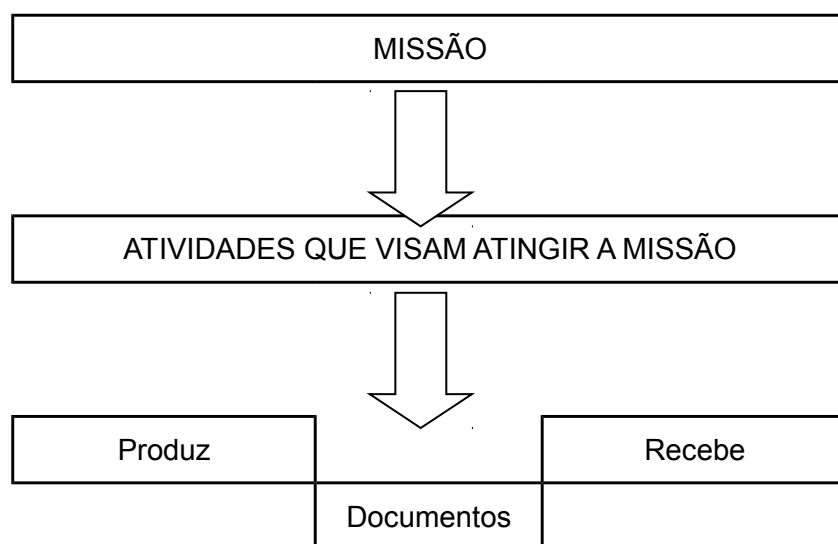 MISSÃO
ATIVIDADES QUE VISAM ATINGIR A MISSÃO
Produz
Recebe
Documentos